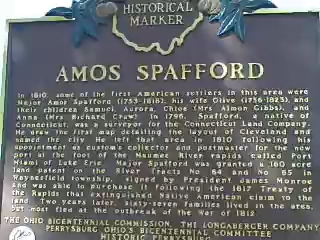 HISTORICAL
MARKER
AMOS SPAFFORD
In 1810, some of the first American settlers in this area were
Major Amos Spafford (1753-1818), his wife Olive (1756-1823), and
their children Samuel, Aurora, Chloe (Mrs. Almon Gibbs), and
Anna (Mrs. Richard Craw). In 1796, Spafford, a native of
Connecticut, was a surveyor for the Connecticut Land Company.
He drew the first map detailing the layout of Cleveland and
named the city. He left that area in 1810 following his
appointment as custom's collector and postmaster for the new
port at the foot of the Maumee River rapids called Port
Miami of Lake Erie. Major Spafford was granted a 160 acre
land patent on the River Tracts No. 64 and No. 65 in
Waynesfield township, signed by President James Monroe
and was able to purchase it following the 1817 Treaty of
the Rapids that extinguished Native American claim to the
land. Two years later, sixty-seven families lived in the area,
but most fled at the outbreak of the War of 1812.
THE OHIO BICENTENNIAL COMMISSION THE LONGABERGER COMPANY
PERRYSBURG, OHIO'S BICENTENNIAL COMMITTEE
HISTORIC PERRYSBURG